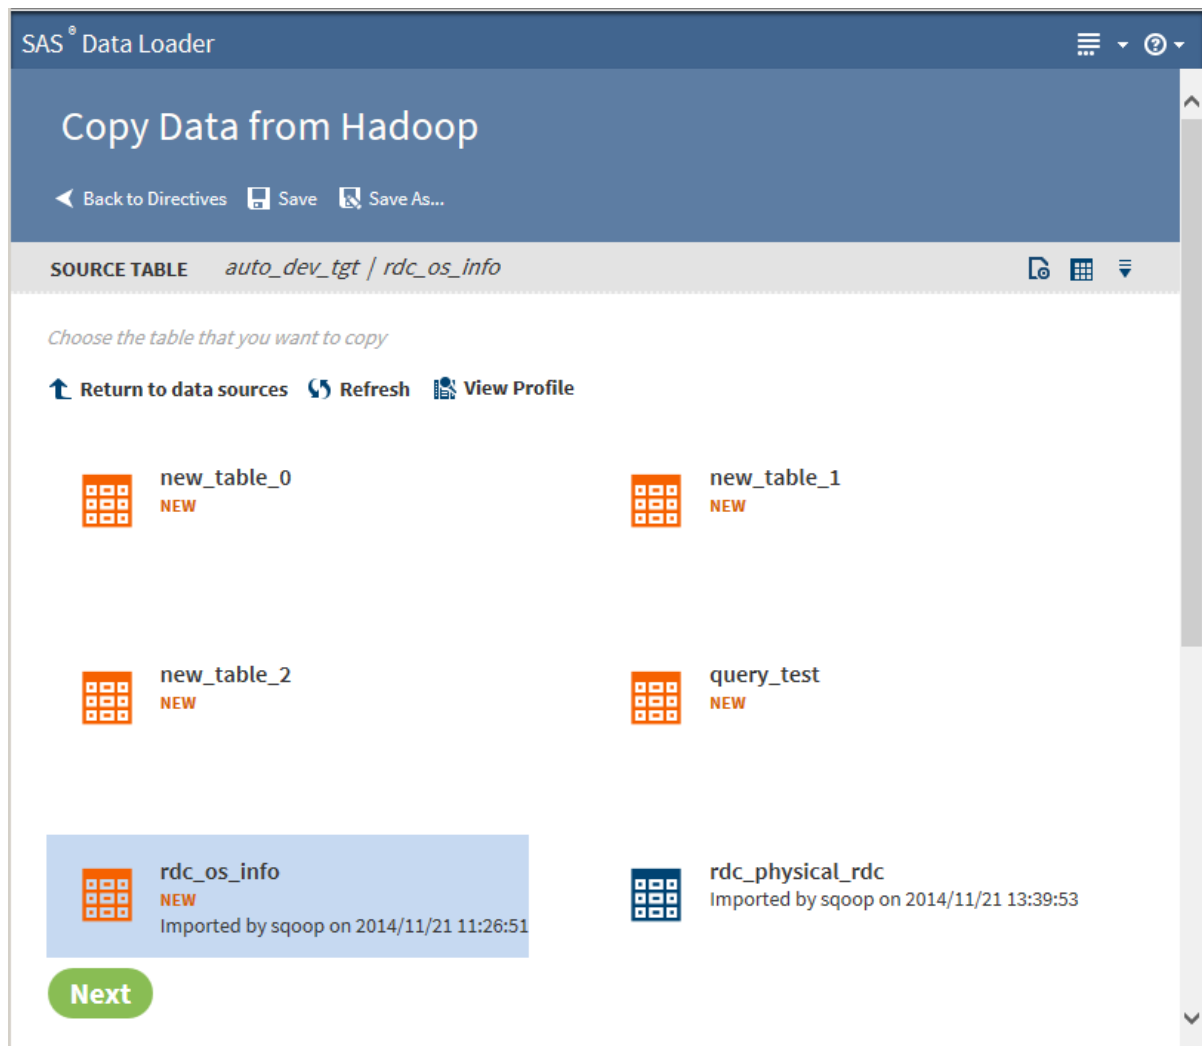 SAS® Data Loader
Copy Data from Hadoop
Back to Directives Save Save As...
SOURCE TABLE auto_dev_tgt / rdc_os_info
Choose the table that you want to copy
Return to data sources Refresh View Profile
new_table_0 new_table_1
NEW NEW
new_table_2 query_test
NEW NEW
rdc_os_info rdc_physical_rdc
NEW Imported by sqoop on 2014/11/21 13:39:53
Imported by sqoop on 2014/11/21 11:26:51
Next